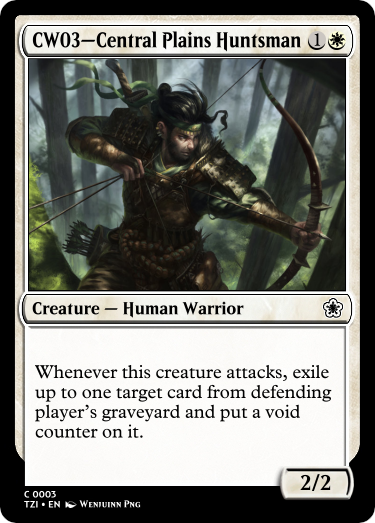 CW03—Central Plains Huntsman 1
Creature — Human Warrior
Whenever this creature attacks, exile
up to one target card from defending
player's graveyard and put a void
counter on it.
2/2
C 0003
TZI • EN Wenjuinn Png